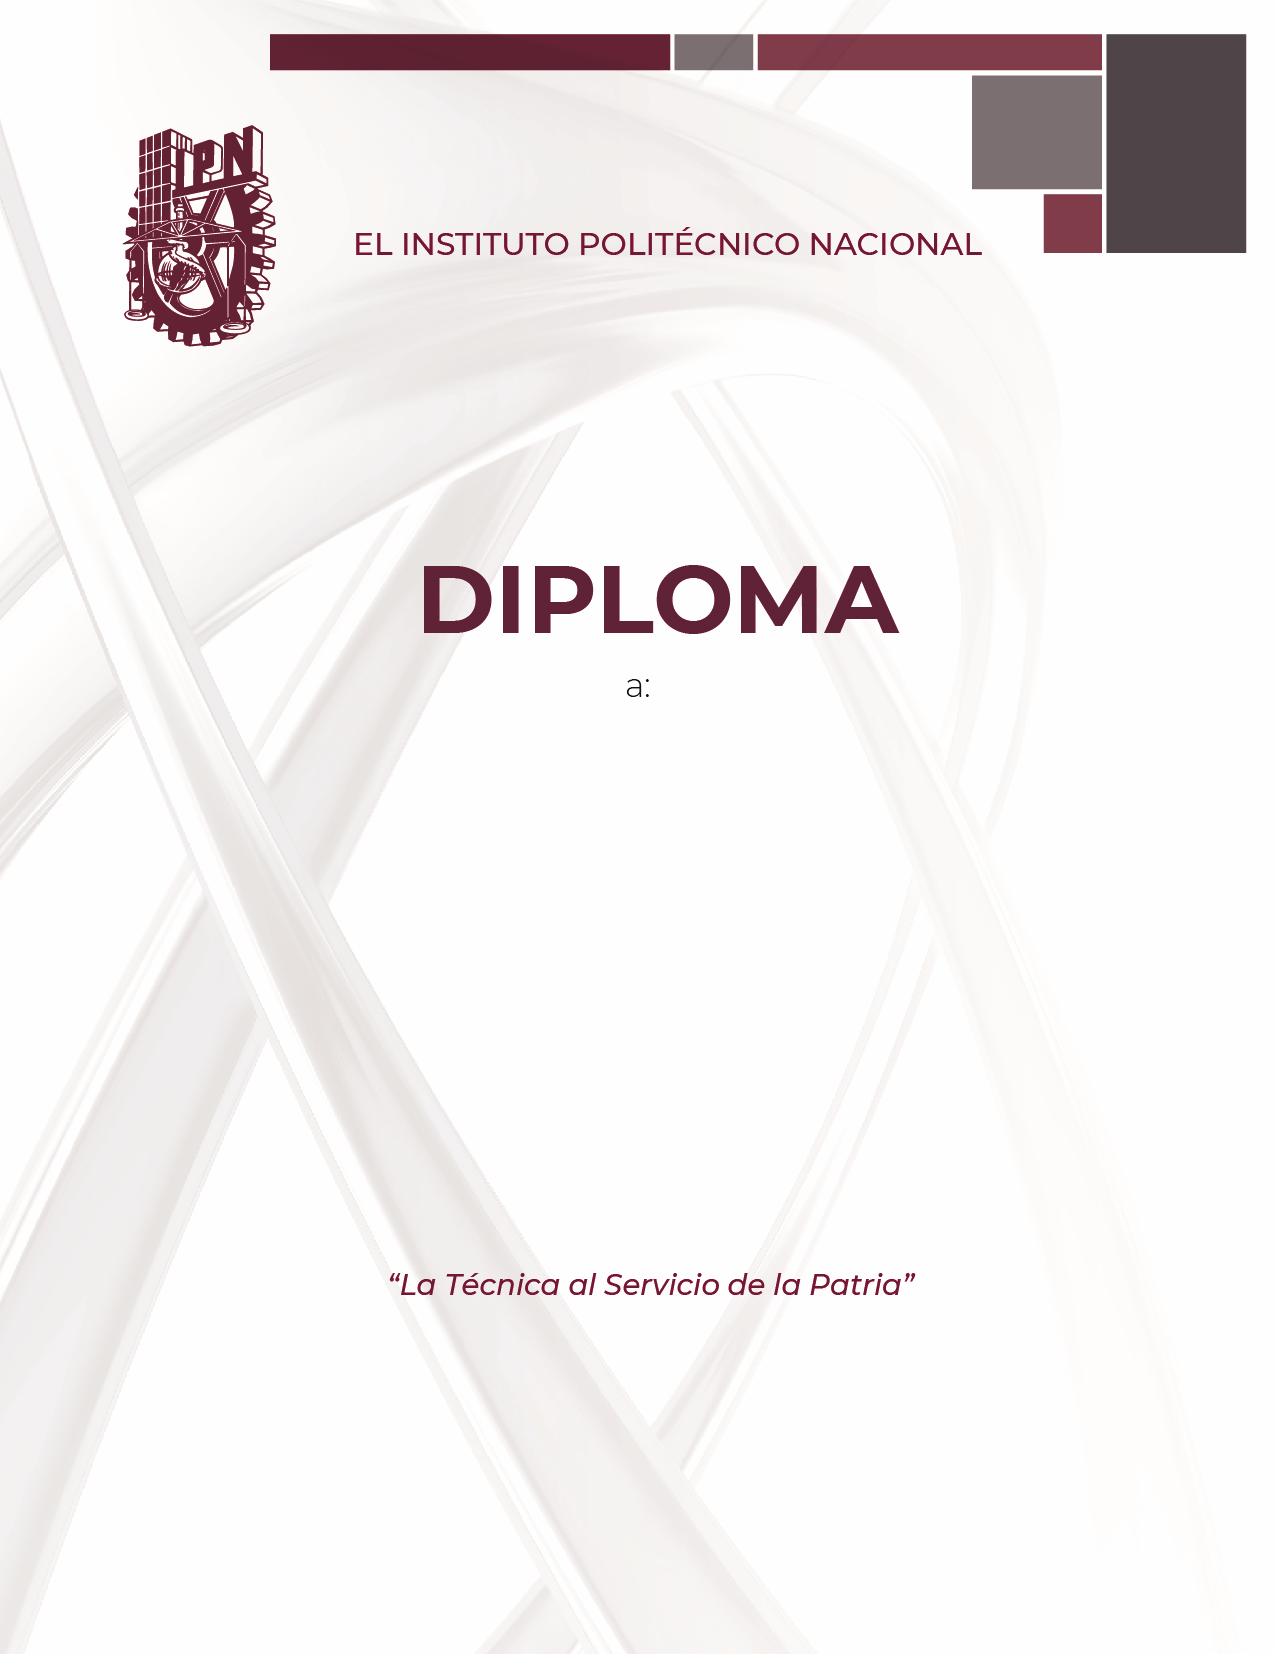 IPN
EL INSTITUTO POLITÉCNICO NACIONAL
DIPLOMA
a:
“La Técnica al Servicio de la Patria”